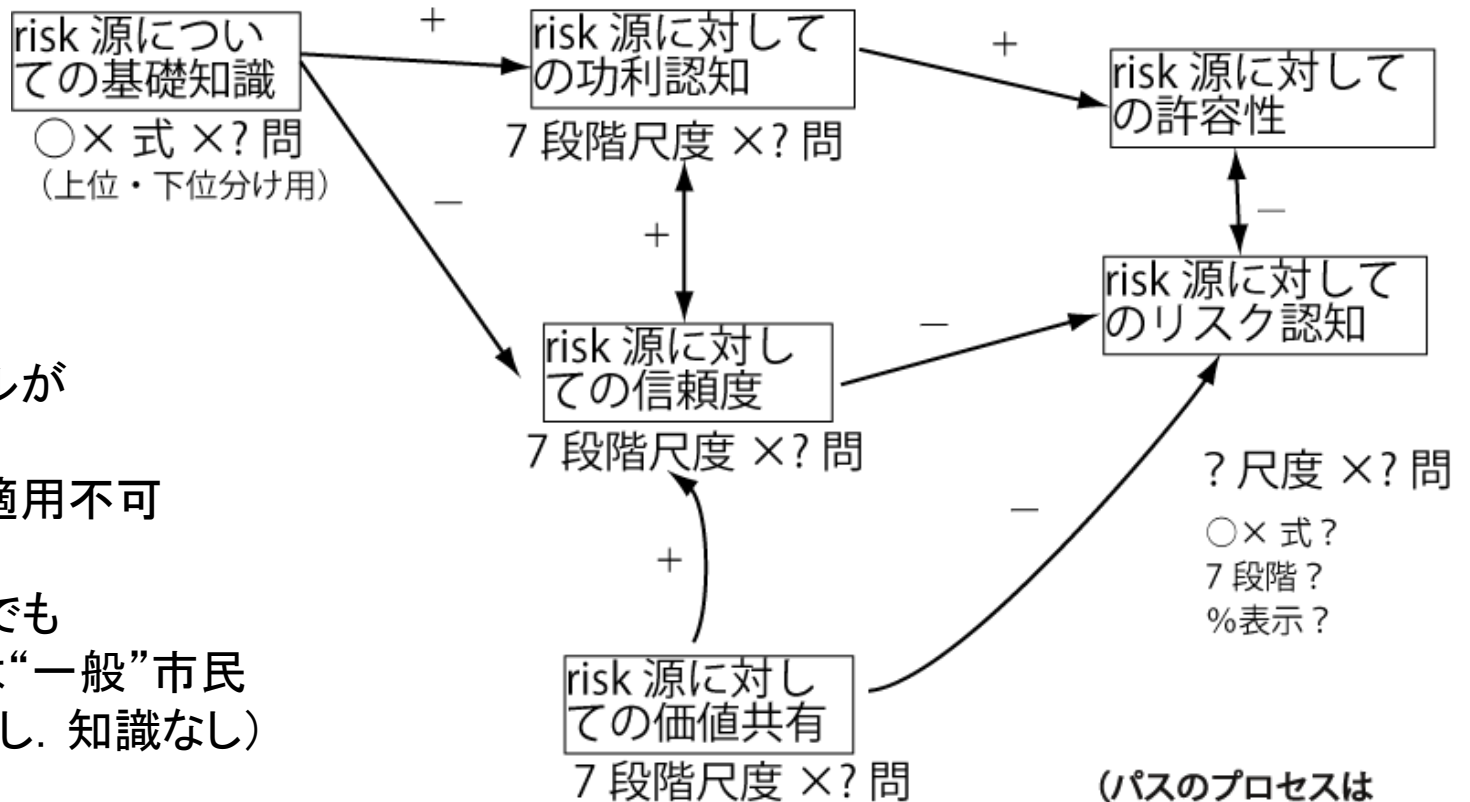 risk 源につい
ての基礎知識
○× 式 ×? 問
（上位・下位分け用）
＋
risk 源に対して
の功利認知
7 段階尺度 ×? 問
＋
risk 源に対して
の許容性
－
＋
－
risk 源に対して
のリスク認知
？尺度 ×? 問
○× 式？
7 段階？
％表示？
risk 源に対し
ての信頼度
7 段階尺度 ×? 問
－
＋
－
risk 源に対し
ての価値共有
7 段階尺度 ×? 問
が
適用不可
でも
“一般”市民
し．知識なし）
（パスのプロセスは